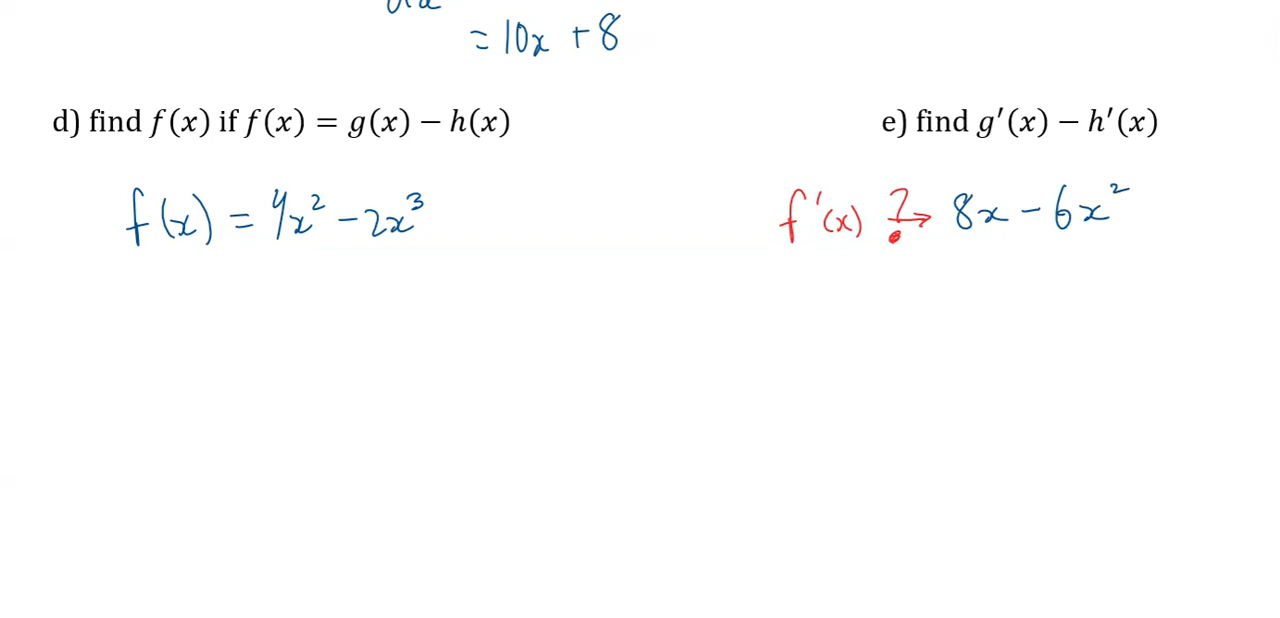 = 10x + 8
d) find f(x) if f(x) = g(x) − h(x)
e) find g′(x) − h′(x)
f(x) = 4x² − 2x³
f'(x) ?→ 8x − 6x²